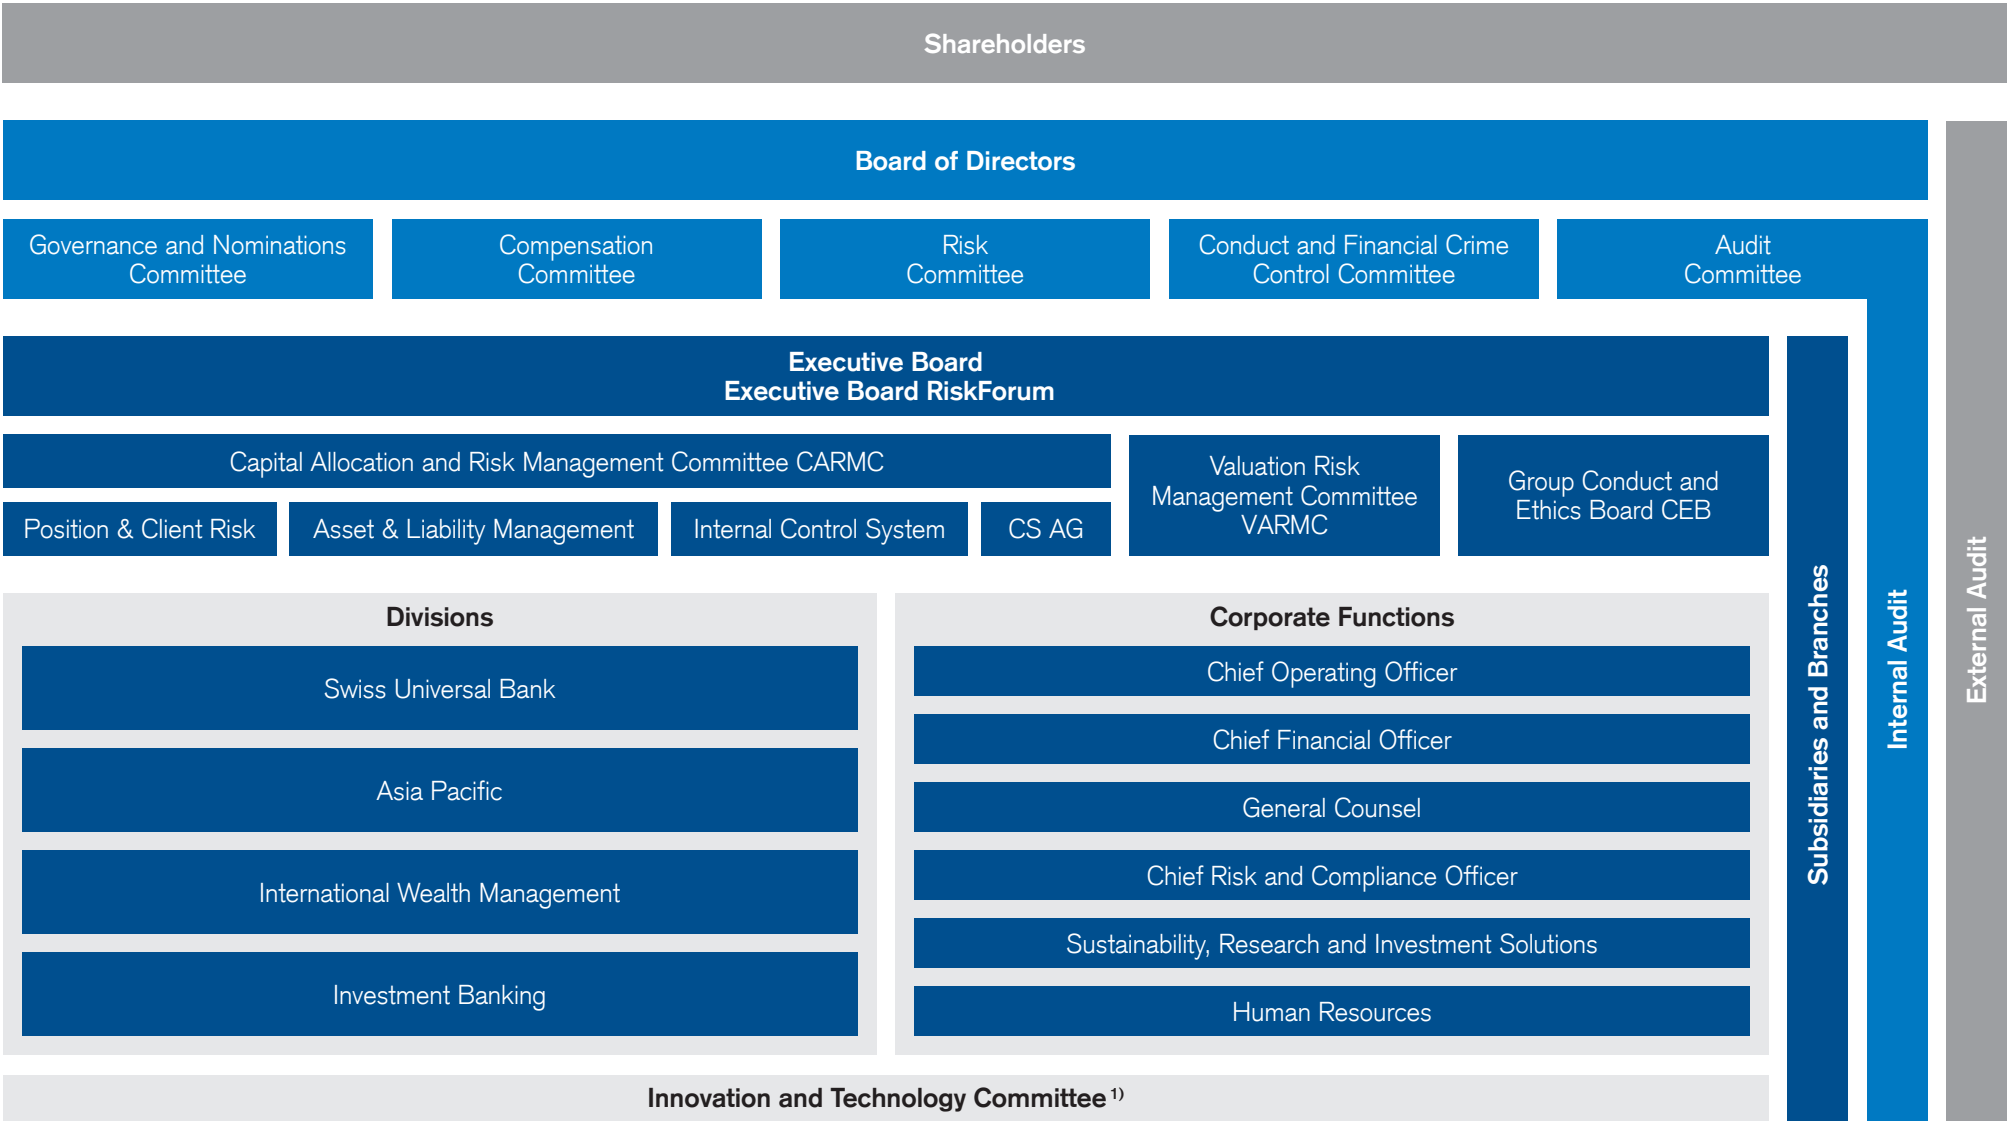 Shareholders
Board of Directors
Governance and Nominations
Committee
Compensation
Committee
Risk
Committee
Conduct and Financial Crime
Control Committee
Audit
Committee
Executive Board
Executive Board RiskForum
Capital Allocation and Risk Management Committee CARMC
Position & Client Risk
Asset & Liability Management
Internal Control System
CS AG
Valuation Risk
Management Committee
VARMC
Group Conduct and
Ethics Board CEB
Divisions
Swiss Universal Bank
Asia Pacific
International Wealth Management
Investment Banking
Corporate Functions
Chief Operating Officer
Chief Financial Officer
General Counsel
Chief Risk and Compliance Officer
Sustainability, Research and Investment Solutions
Human Resources
Innovation and Technology Committee 1)
Subsidiaries and Branches
Internal Audit
External Audit